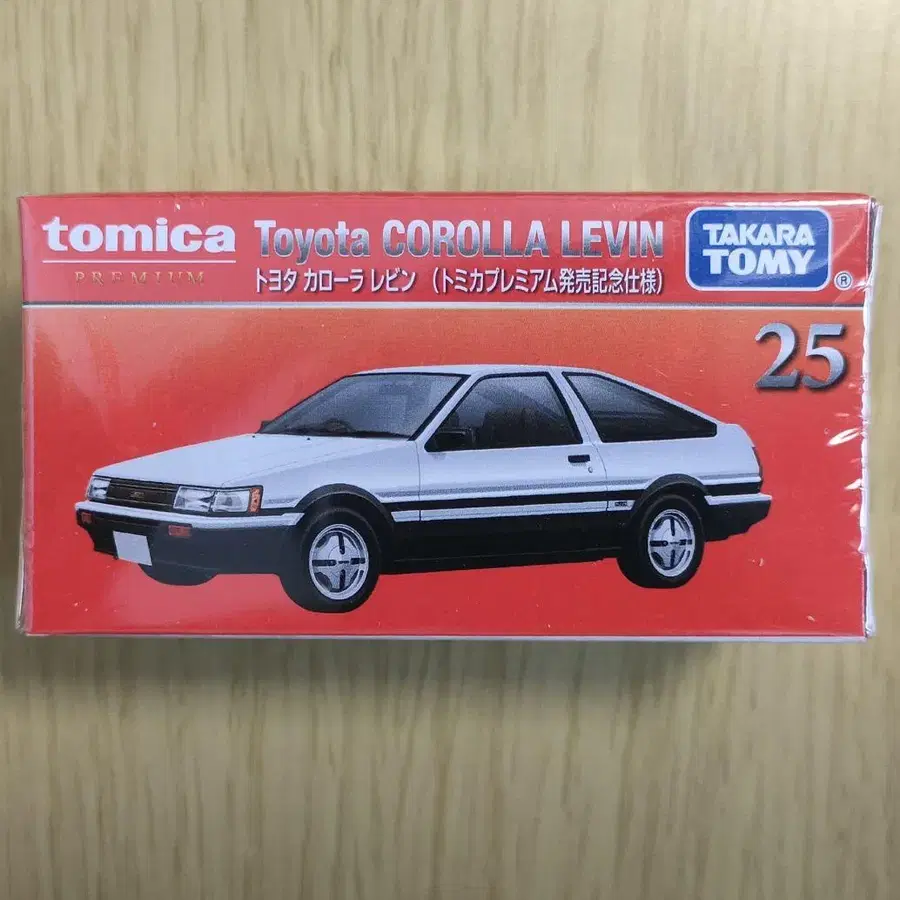 tomica
PREMIUM
Toyota COROLLA LEVIN
トヨタ カローラ レビン (トミカプレミアム発売記念仕様)
TAKARA
TOMY
®
25